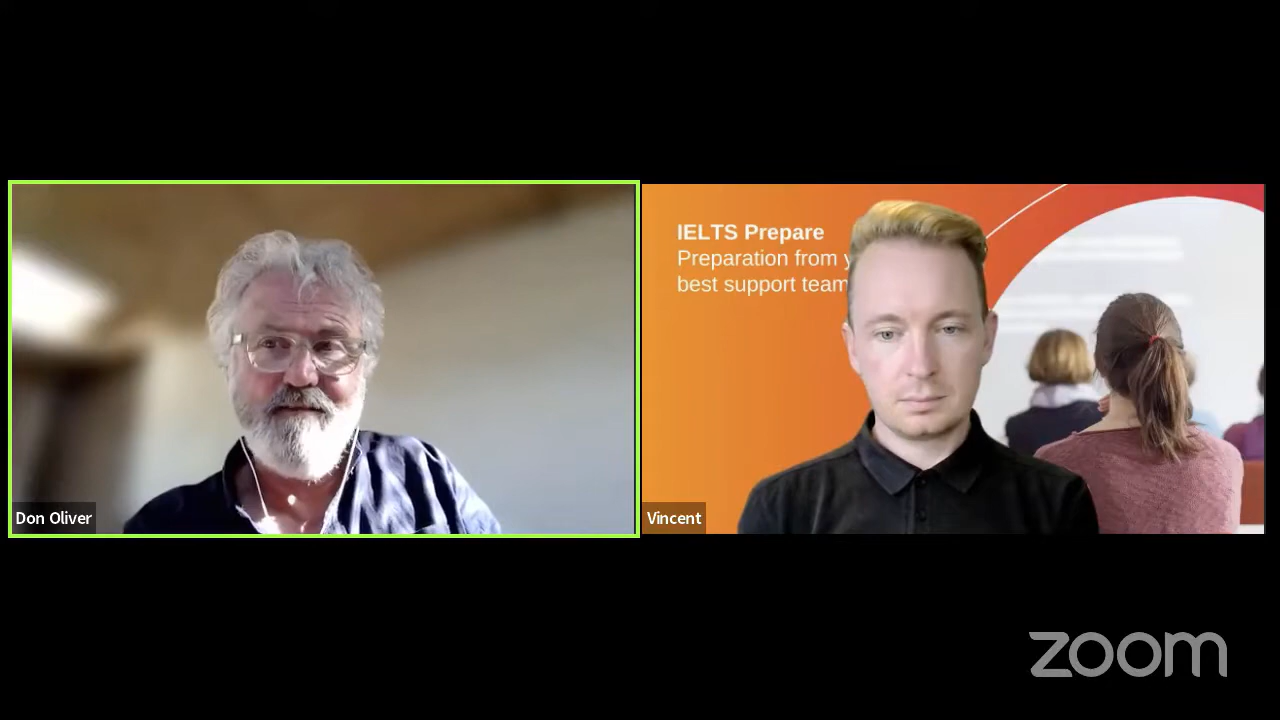 IELTS Prepare
Preparation from y
best support team
Don Oliver
Vincent
zoom